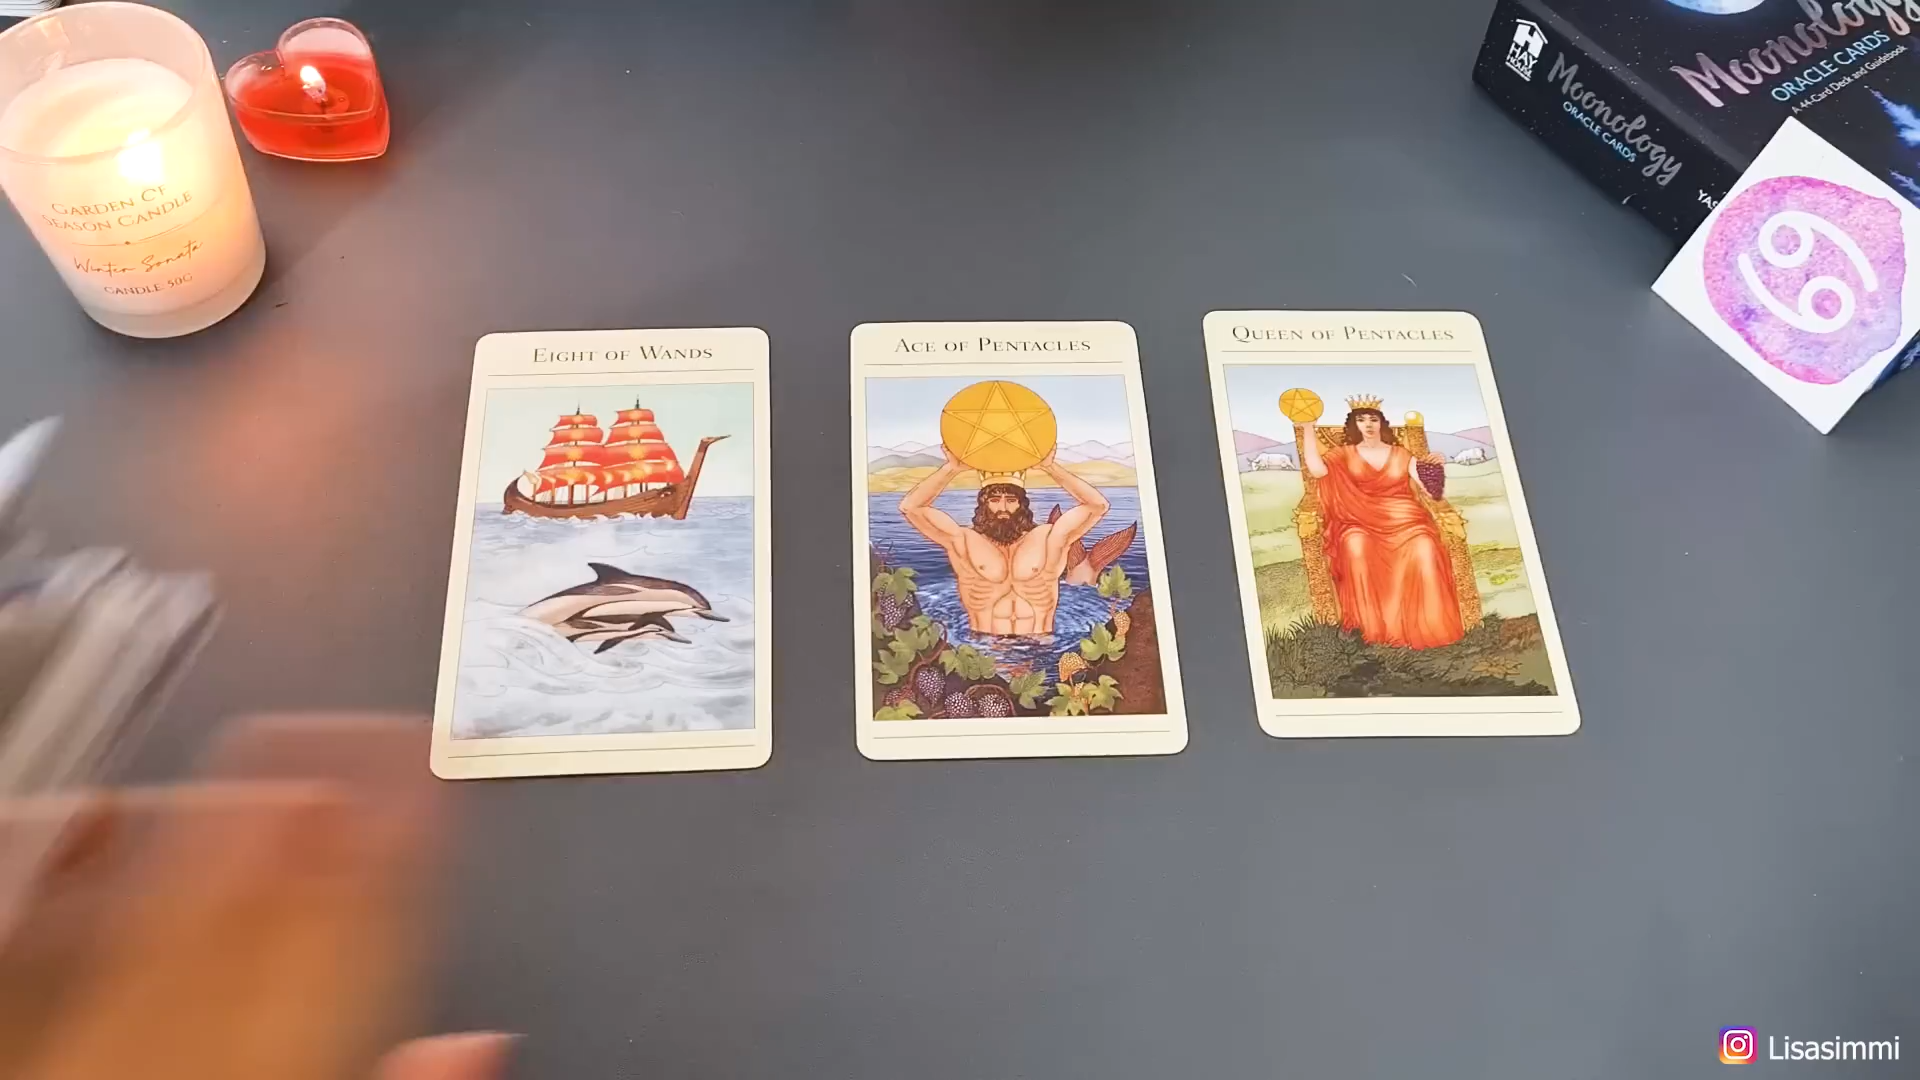 GARDEN OF
SEASON CANDLE
Winter Sonata
CANDLE 50G
EIGHT OF WANDS
ACE OF PENTACLES
QUEEN OF PENTACLES
HAY
HOUSE
Moonology
ORACLE CARDS
Moonology
ORACLE CARDS
A 44-Card Deck and Guidebook
Lisasimmi